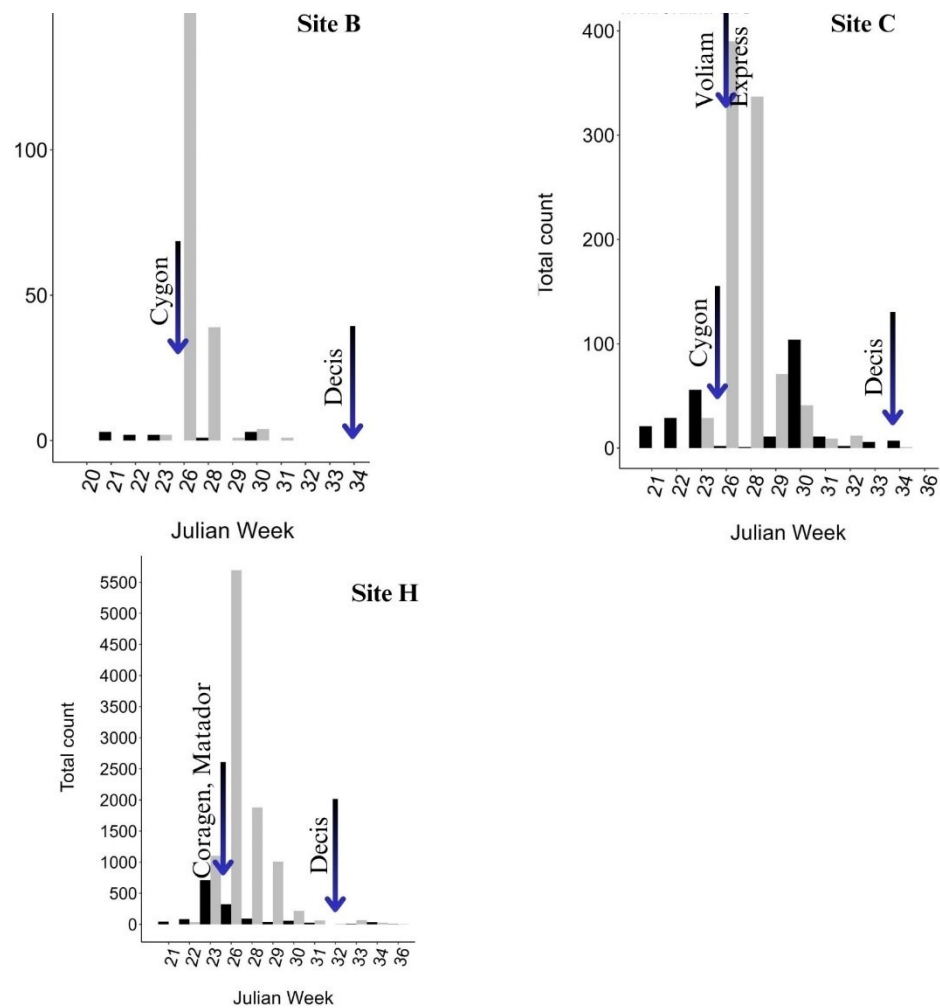 Site B
100
50
0
Cygon
Decis
20 21 22 23 26 28 29 30 31 32 33 34
Julian Week
Site C
Total count
400
300
200
100
0
Voliam
Express
Cygon
Decis
21 22 23 26 28 29 30 31 32 33 34 36
Julian Week
Site H
Total count
5500
5000
4500
4000
3500
3000
2500
2000
1500
1000
500
0
Coragen, Matador
Decis
21 22 23 26 28 29 30 31 32 33 34 36
Julian Week